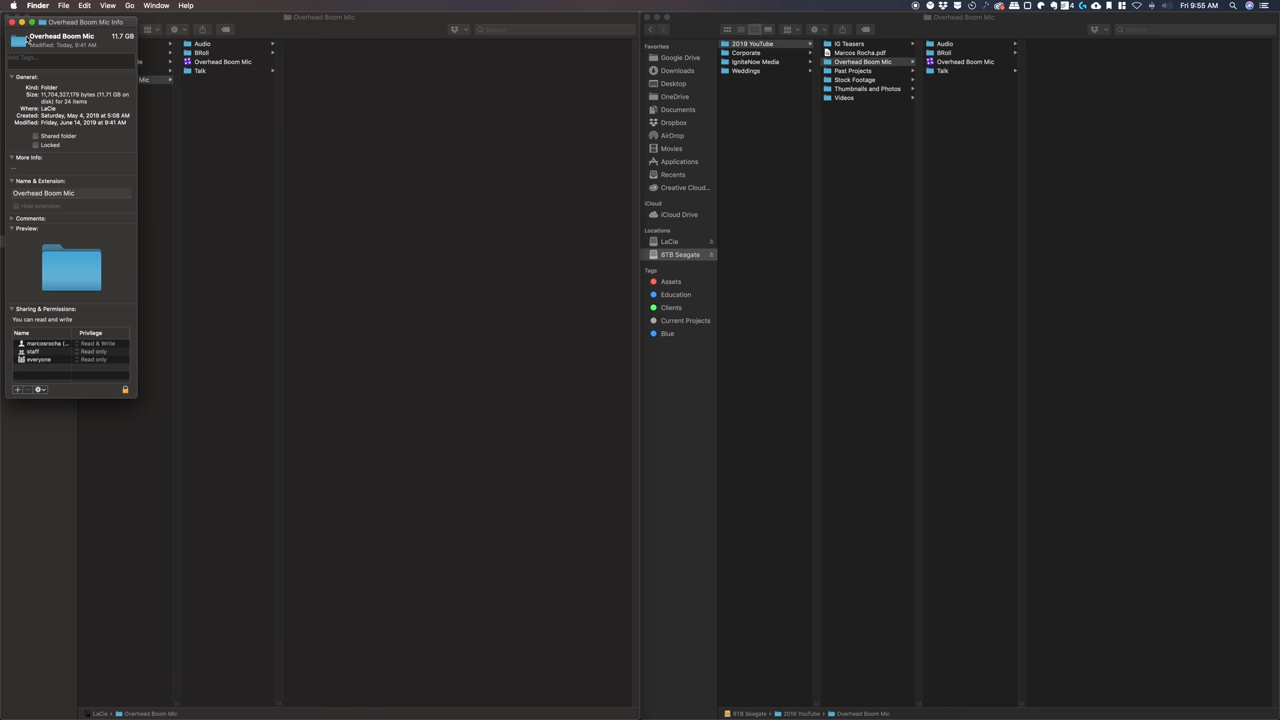 Finder File Edit View Go Window Help
4
Fri 9:55 AM
Overhead Boom Mic Info
Overhead Boom Mic 11.7 GB
Modified: Today, 9:41 AM
Add Tags...
General:
Kind: Folder
Size: 11,704,327,179 bytes (11.71 GB on
disk) for 24 items
Where: LaCie
Created: Saturday, May 4, 2019 at 5:08 AM
Modified: Friday, June 14, 2019 at 9:41 AM
Shared folder
Locked
More Info:
--
Name & Extension:
Overhead Boom Mic
Hide extension
Comments:
Preview:
Sharing & Permissions:
You can read and write
Name Privilege
marcosrocha (... Read & Write
staff Read only
everyone Read only
Overhead Boom Mic
Search
Mic
Audio
BRoll
Overhead Boom Mic
Talk
LaCie Overhead Boom Mic
Overhead Boom Mic
Search
Favorites
Google Drive
Downloads
Desktop
OneDrive
Documents
Dropbox
AirDrop
Movies
Applications
Recents
Creative Cloud...
iCloud
iCloud Drive
Locations
LaCie
8TB Seagate
Tags
Assets
Education
Clients
Current Projects
Blue
2019 YouTube
Corporate
IgniteNow Media
Weddings
IG Teasers
Marcos Rocha.pdf
Overhead Boom Mic
Past Projects
Stock Footage
Thumbnails and Photos
Videos
Audio
BRoll
Overhead Boom Mic
Talk
8TB Seagate 2019 YouTube Overhead Boom Mic